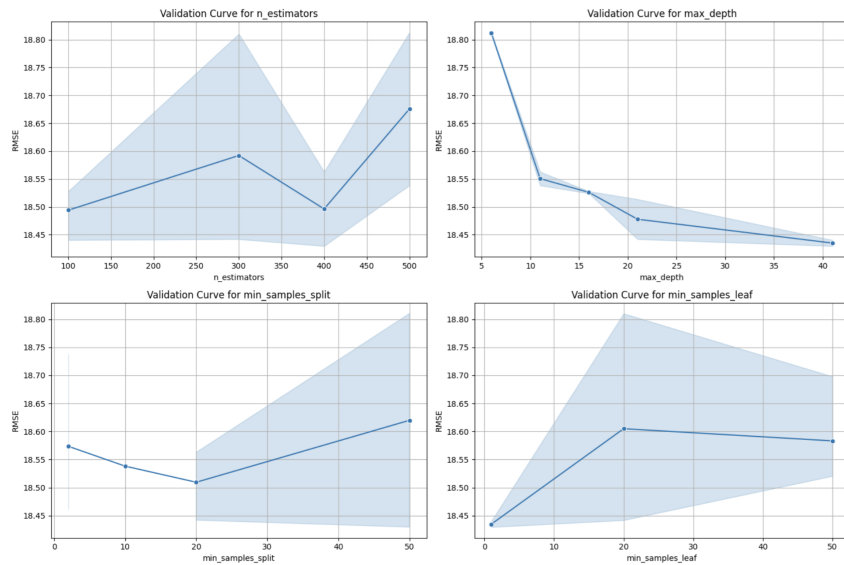 Validation Curve for n_estimators
18.80
18.75
18.70
18.65
18.60
18.55
18.50
18.45
RMSE
100 150 200 250 300 350 400 450 500
n_estimators
Validation Curve for max_depth
18.80
18.75
18.70
18.65
18.60
18.55
18.50
18.45
RMSE
5 10 15 20 25 30 35 40
max_depth
Validation Curve for min_samples_split
18.80
18.75
18.70
18.65
18.60
18.55
18.50
18.45
RMSE
0 10 20 30 40 50
min_samples_split
Validation Curve for min_samples_leaf
18.80
18.75
18.70
18.65
18.60
18.55
18.50
18.45
RMSE
0 10 20 30 40 50
min_samples_leaf